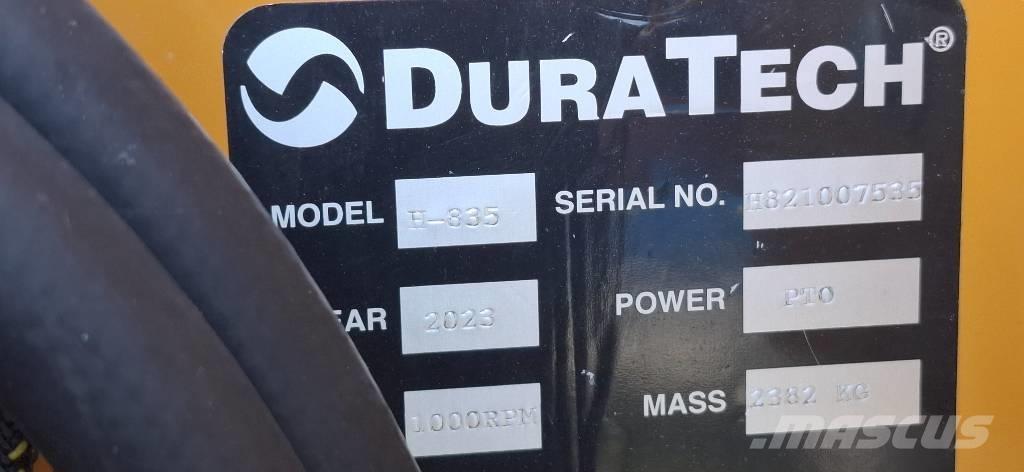 DURATECH®
MODEL H-835 SERIAL NO. H821007535
EAR 2023 POWER PTO
1000RPM MASS 2382 KG
MASCUS